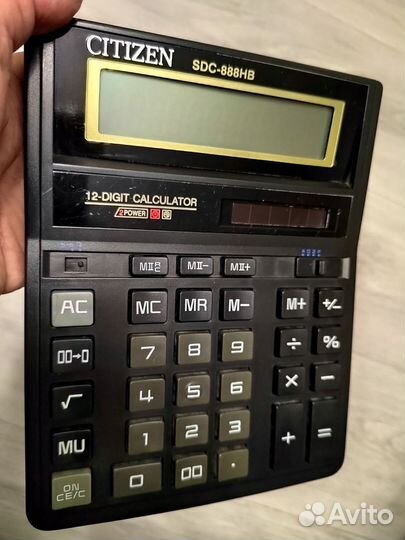 CITIZEN
SDC-888HB
12-DIGIT CALCULATOR
2POWER
MII− MII+
AC MC MR M− M+ +/−
00→0 7 8 9 ÷ %
√ 4 5 6 × −
MU 1 2 3 + =
ON CE/C 0 00 .
Avito